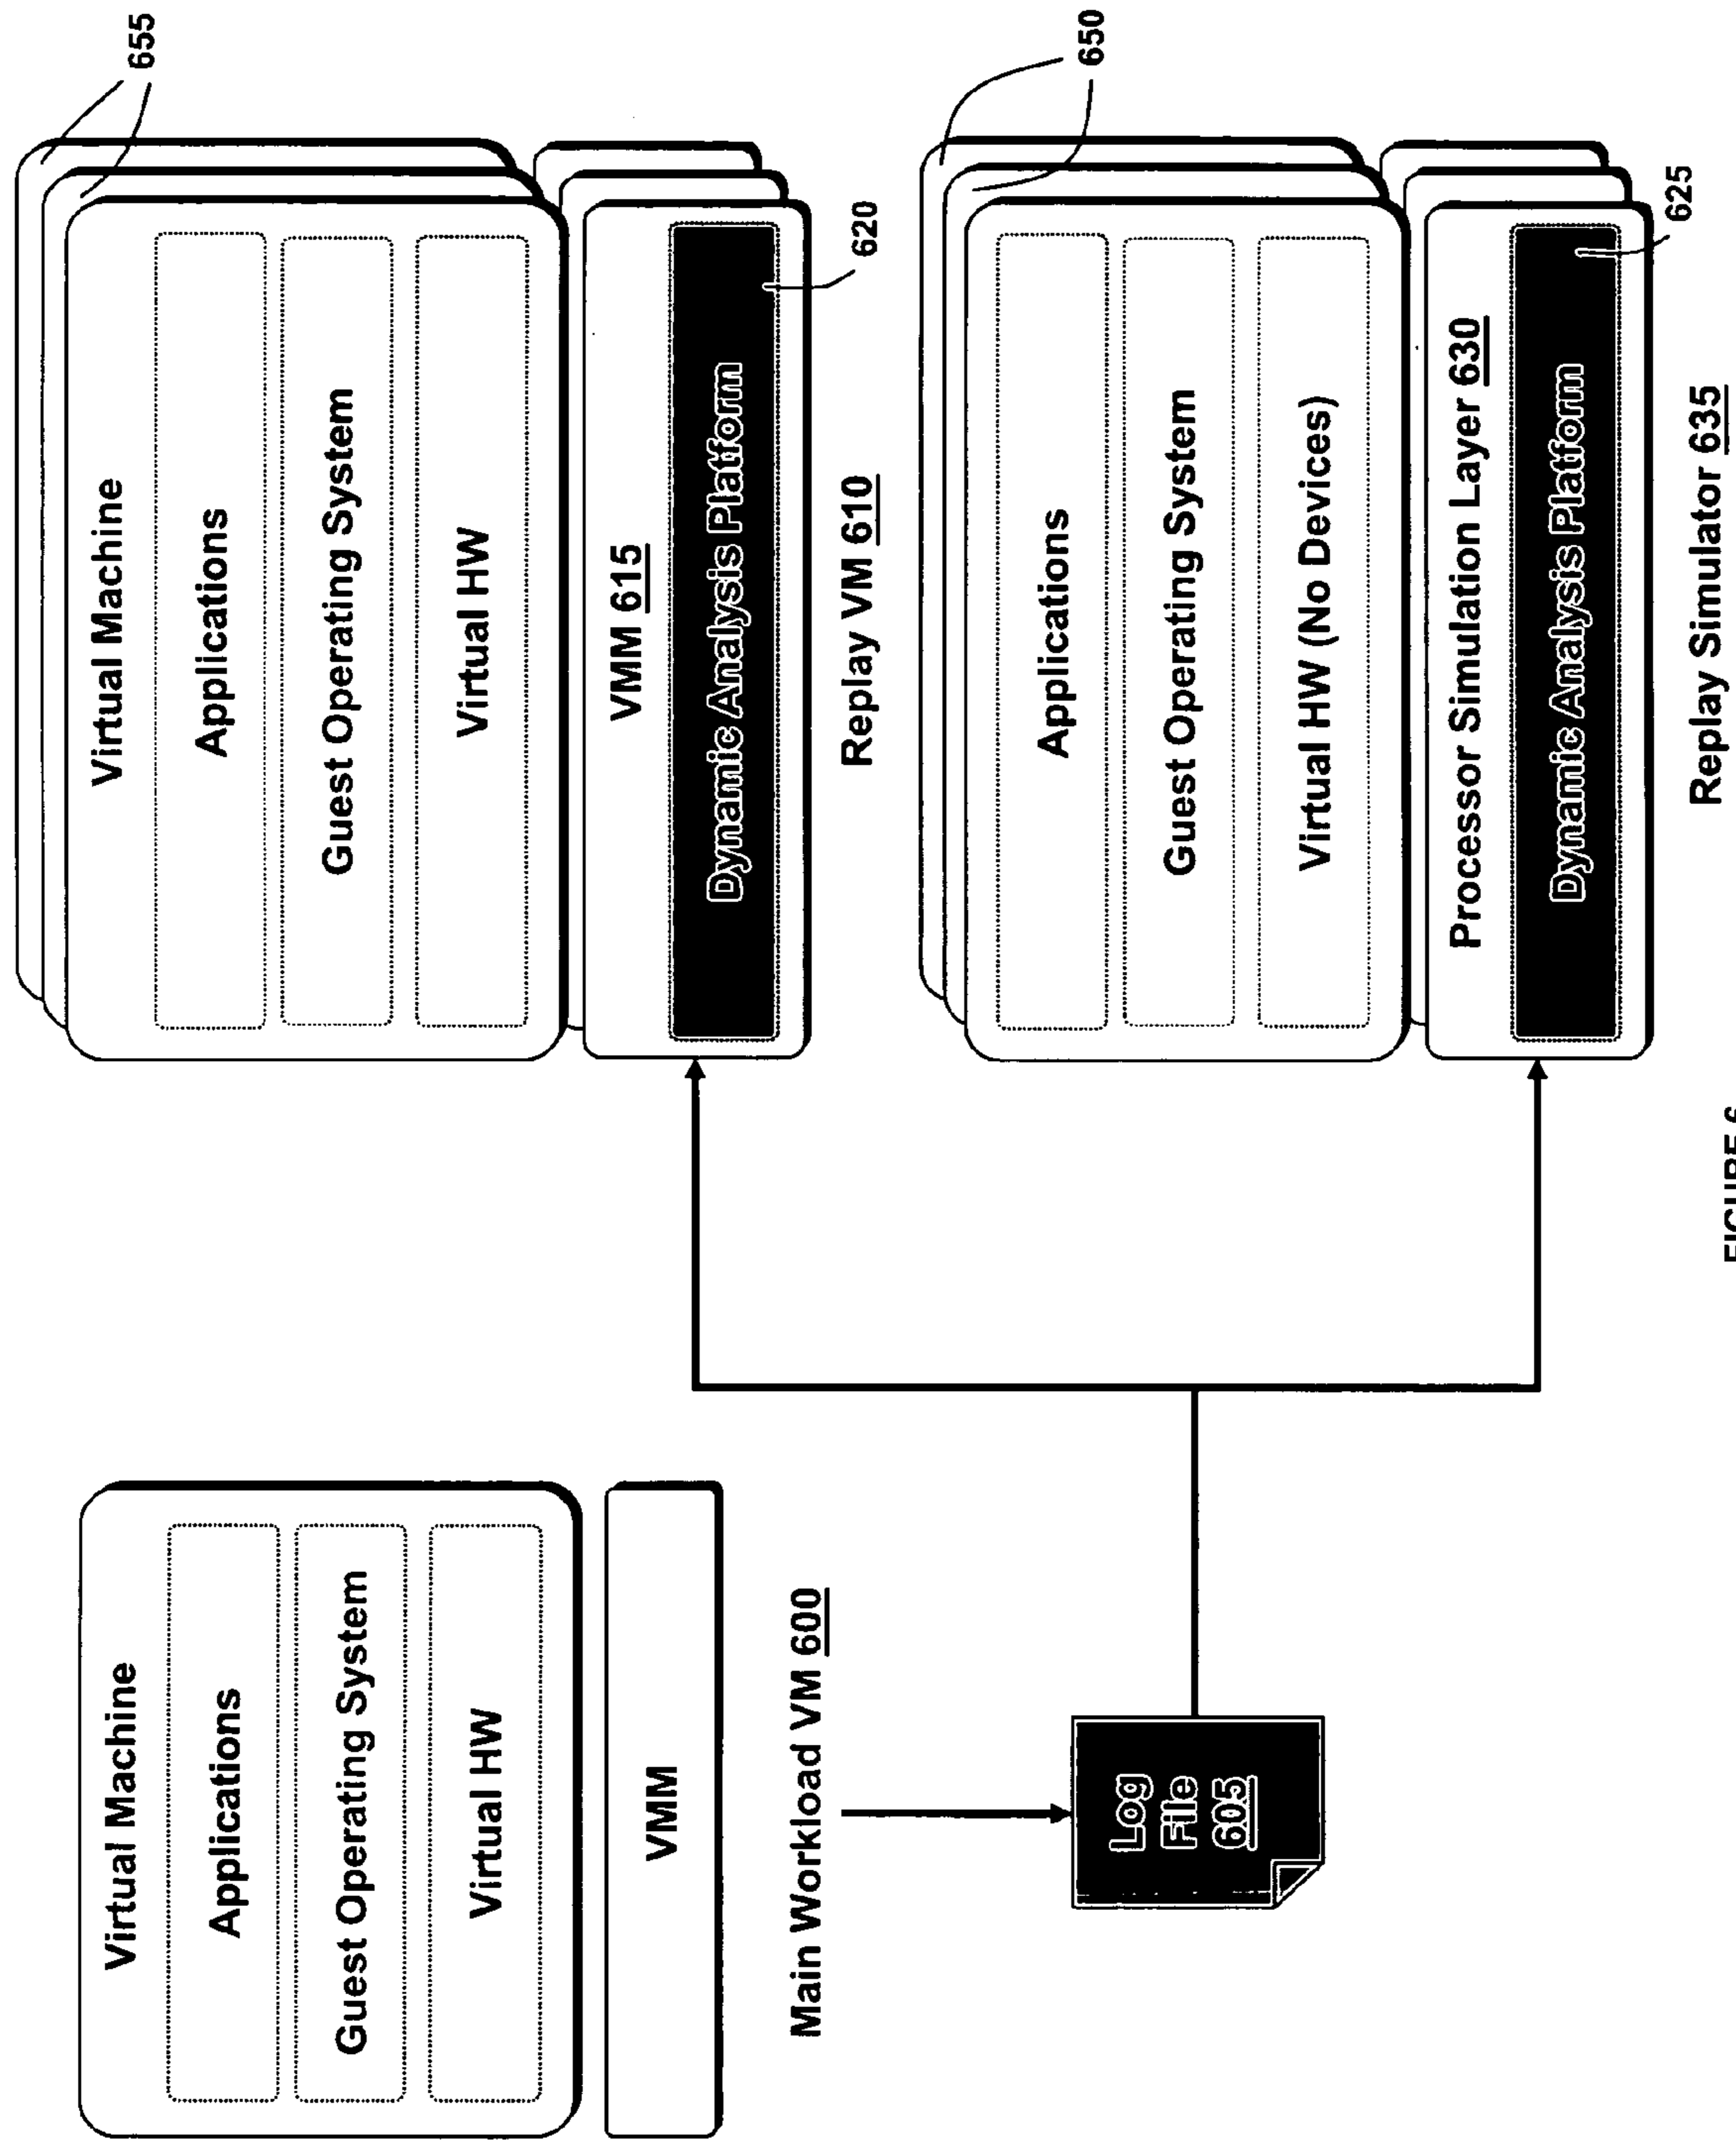 Virtual Machine
Applications
Guest Operating System
Virtual HW
VMM
Main Workload VM 600
Log
File
605
655
Virtual Machine
Applications
Guest Operating System
Virtual HW
VMM 615
Dynamic Analysis Platform
620
Replay VM 610
650
Applications
Guest Operating System
Virtual HW (No Devices)
Processor Simulation Layer 630
Dynamic Analysis Platform
625
Replay Simulator 635
FIGURE 6